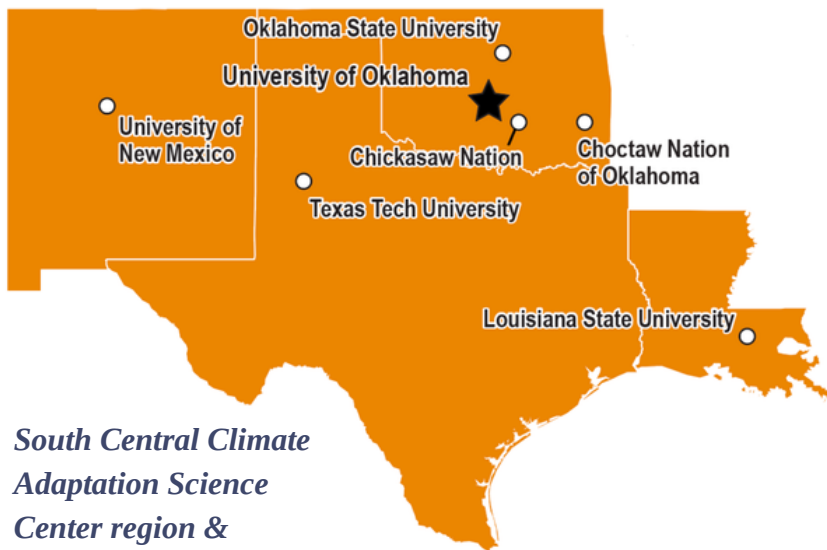 Oklahoma State University
University of Oklahoma
University of
New Mexico
Chickasaw Nation
Choctaw Nation
of Oklahoma
Texas Tech University
Louisiana State University
South Central Climate
Adaptation Science
Center region &